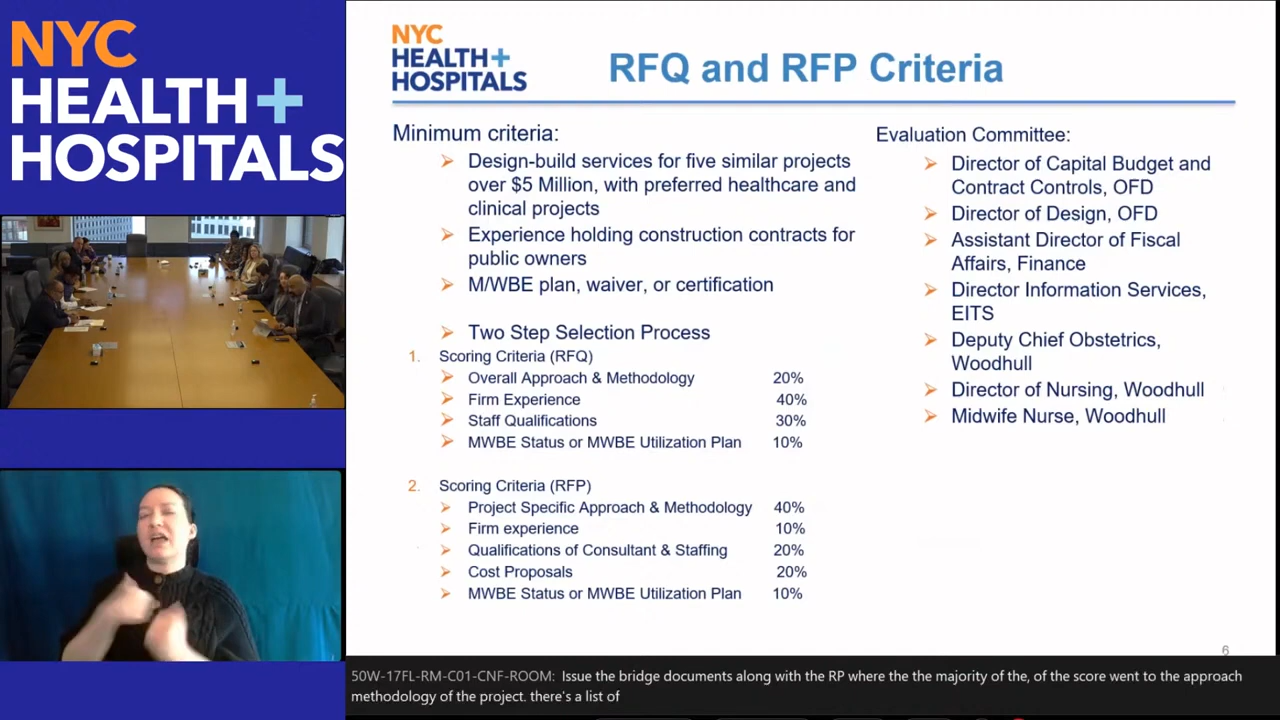 NYC
HEALTH+
HOSPITALS
NYC
HEALTH+
HOSPITALS
RFQ and RFP Criteria
Minimum criteria:
Design-build services for five similar projects
over $5 Million, with preferred healthcare and
clinical projects
Experience holding construction contracts for
public owners
M/WBE plan, waiver, or certification
Two Step Selection Process
1. Scoring Criteria (RFQ)
Overall Approach & Methodology 20%
Firm Experience 40%
Staff Qualifications 30%
MWBE Status or MWBE Utilization Plan 10%
2. Scoring Criteria (RFP)
Project Specific Approach & Methodology 40%
Firm experience 10%
Qualifications of Consultant & Staffing 20%
Cost Proposals 20%
MWBE Status or MWBE Utilization Plan 10%
Evaluation Committee:
Director of Capital Budget and
Contract Controls, OFD
Director of Design, OFD
Assistant Director of Fiscal
Affairs, Finance
Director Information Services,
EITS
Deputy Chief Obstetrics,
Woodhull
Director of Nursing, Woodhull
Midwife Nurse, Woodhull
6
50W-17FL-RM-C01-CNF-ROOM: Issue the bridge documents along with the RP where the the majority of the, of the score went to the approach
methodology of the project. there's a list of